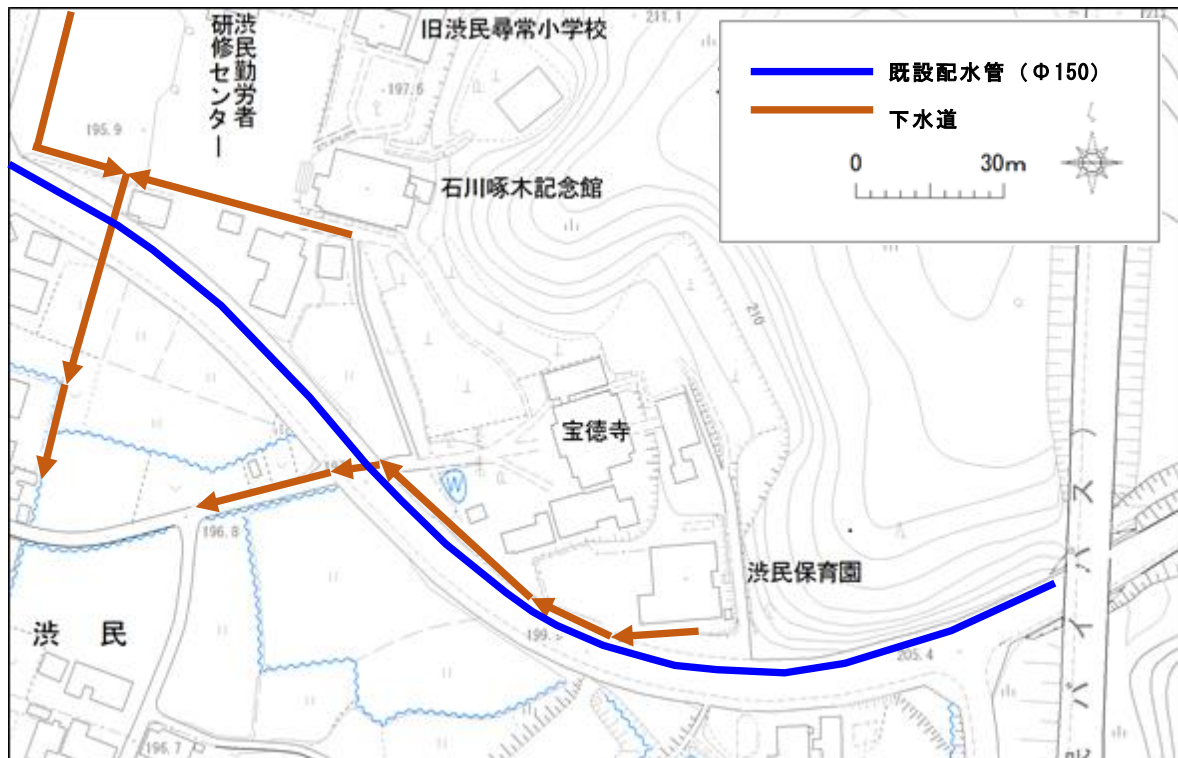 渋民勤労者
研修センター
旧渋民尋常小学校
211.1
既設配水管（Φ150）
下水道
0 30m
197.6
195.9
石川啄木記念館
210
宝徳寺
W
196.8
渋民保育園
渋 民
205.4
196.7
バイパス